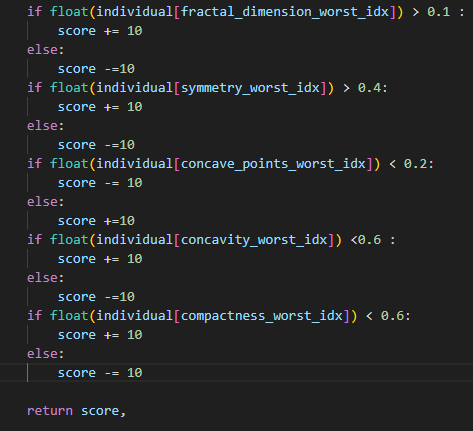 if float(individual[fractal_dimension_worst_idx]) > 0.1 :
    score += 10
else:
    score -=10
if float(individual[symmetry_worst_idx]) > 0.4:
    score += 10
else:
    score -=10
if float(individual[concave_points_worst_idx]) < 0.2:
    score -= 10
else:
    score +=10
if float(individual[concavity_worst_idx]) <0.6 :
    score += 10
else:
    score -=10
if float(individual[compactness_worst_idx]) < 0.6:
    score += 10
else:
    score -= 10
return score,